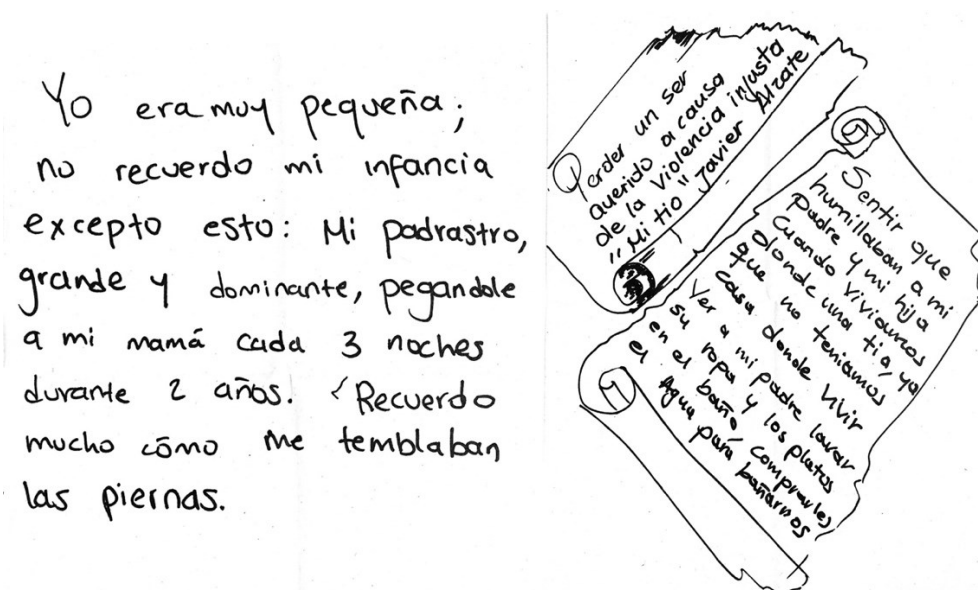 Yo era muy pequeña;
no recuerdo mi infancia
excepto esto: Mi padrastro,
grande y dominante, pegandole
a mi mamá cada 3 noches
durante 2 años. Recuerdo
mucho cómo me temblaban
las piernas.
Perder un ser
querido a causa
de la violencia injusta
"Mi tio" Javier Alzate
Sentir que
humillaban a mi
padre y mi hija
Cuando viviamos
donde una tia, ya
que no teniamos
casa donde vivir
Ver a mi padre lavar
su ropa y los platos
en el baño, comprarles
el Agua para bañarnos